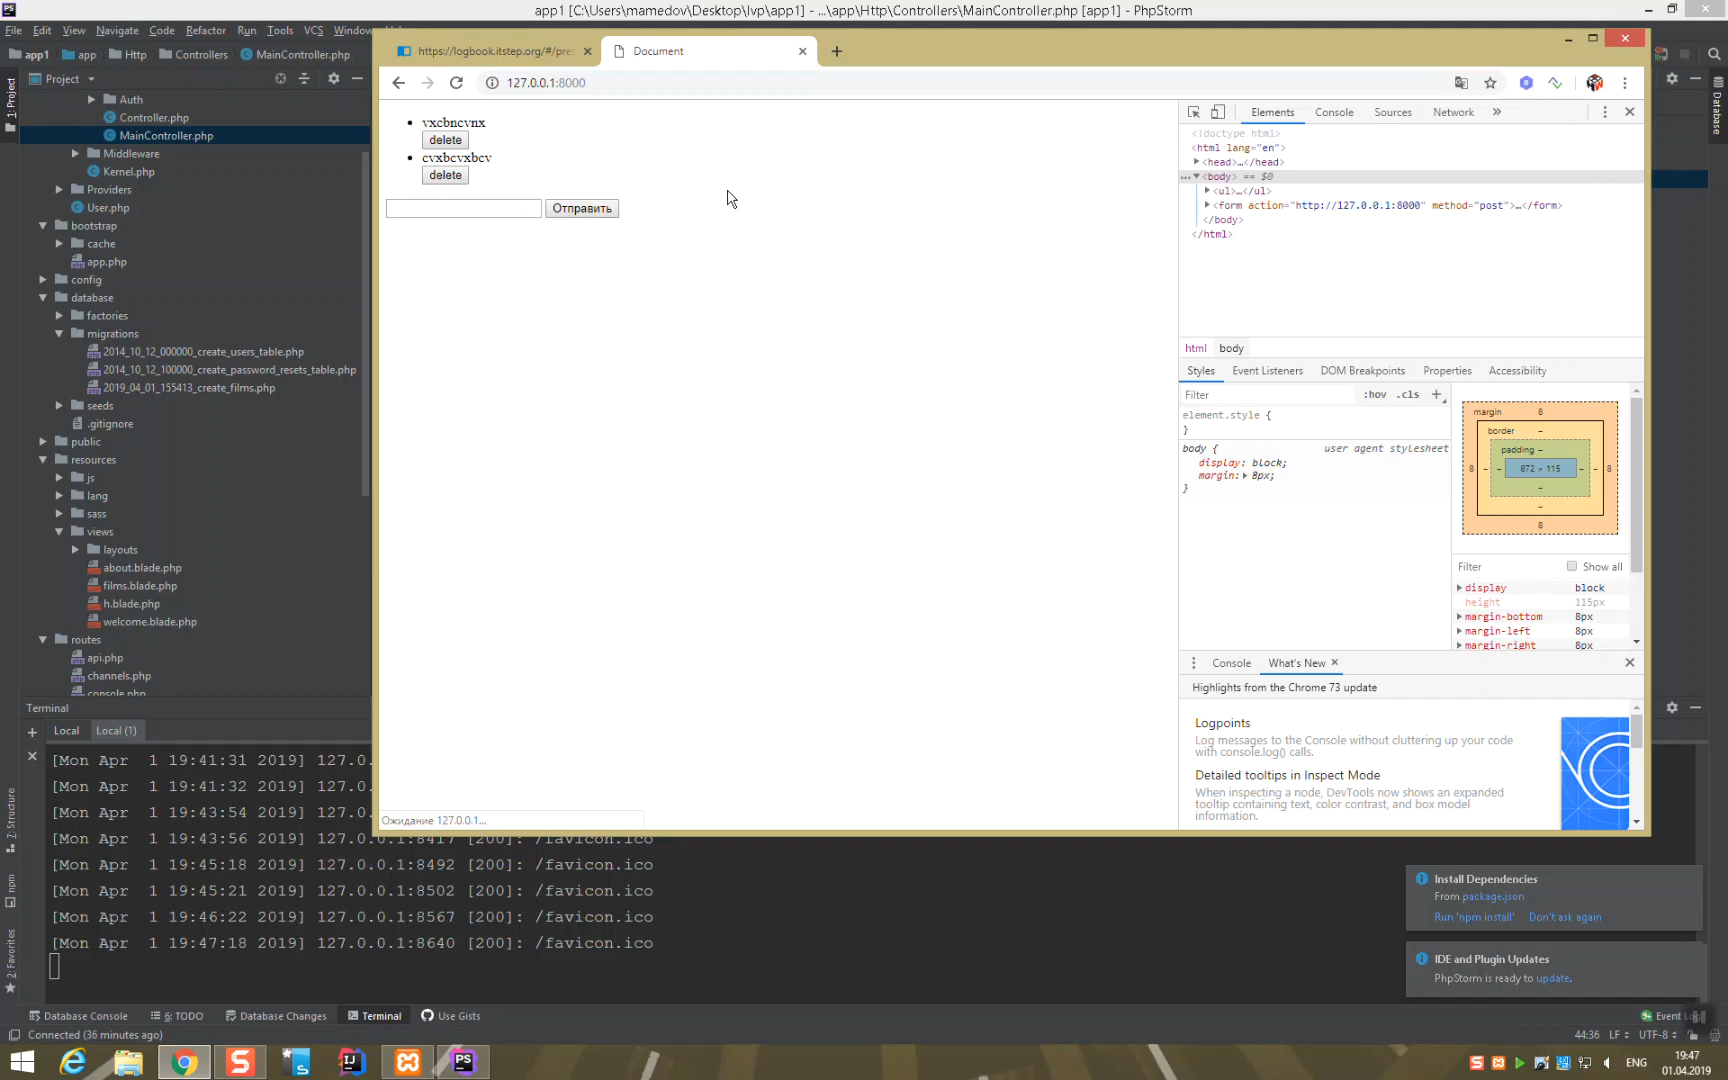 app1 [C:\Users\mamedov\Desktop\lvp\app1] - ...\app\Http\Controllers\MainController.php [app1] - PhpStorm
File Edit View Navigate Code Refactor Run Tools VCS Window
app1 app Http Controllers MainController.php
1: Project
Project
Auth
Controller.php
MainController.php
Middleware
Kernel.php
Providers
User.php
bootstrap
cache
app.php
config
database
factories
migrations
2014_10_12_000000_create_users_table.php
2014_10_12_100000_create_password_resets_table.php
2019_04_01_155413_create_films.php
seeds
.gitignore
public
resources
js
lang
sass
views
layouts
about.blade.php
films.blade.php
h.blade.php
welcome.blade.php
routes
api.php
channels.php
console.php
https://logbook.itstep.org/#/pre
Document
127.0.0.1:8000
vxcbncvnx
delete
cvxbcvxbcv
delete
Отправить
Ожидание 127.0.0.1...
Elements Console Sources Network
<!doctype html>
<html lang="en">
<head>…</head>
<body> == $0
<ul>…</ul>
<form action="http://127.0.0.1:8000" method="post">…</form>
</body>
</html>
html body
Styles Event Listeners DOM Breakpoints Properties Accessibility
Filter :hov .cls
element.style {
}
body { user agent stylesheet
display: block;
margin: 8px;
}
margin 8
border –
padding –
8 – – 872 × 115 – – 8
–
–
8
Filter Show all
display block
height 115px
margin-bottom 8px
margin-left 8px
margin-right 8px
Console What's New
Highlights from the Chrome 73 update
Logpoints
Log messages to the Console without cluttering up your code
with console.log() calls.
Detailed tooltips in Inspect Mode
When inspecting a node, DevTools now shows an expanded
tooltip containing text, color contrast, and box model
information.
Database
Terminal
Local Local (1)
[Mon Apr 1 19:41:31 2019] 127.0.
[Mon Apr 1 19:41:32 2019] 127.0.
[Mon Apr 1 19:43:54 2019] 127.0.
[Mon Apr 1 19:43:56 2019] 127.0.0.1:8417 [200]: /favicon.ico
[Mon Apr 1 19:45:18 2019] 127.0.0.1:8492 [200]: /favicon.ico
[Mon Apr 1 19:45:21 2019] 127.0.0.1:8502 [200]: /favicon.ico
[Mon Apr 1 19:46:22 2019] 127.0.0.1:8567 [200]: /favicon.ico
[Mon Apr 1 19:47:18 2019] 127.0.0.1:8640 [200]: /favicon.ico
7: Structure
npm
2: Favorites
Install Dependencies
From package.json
Run 'npm install' Don't ask again
IDE and Plugin Updates
PhpStorm is ready to update.
Database Console 6: TODO Database Changes Terminal Use Gists
Event Log
Connected (36 minutes ago)
44:36 LF UTF-8
ENG
19:47
01.04.2019